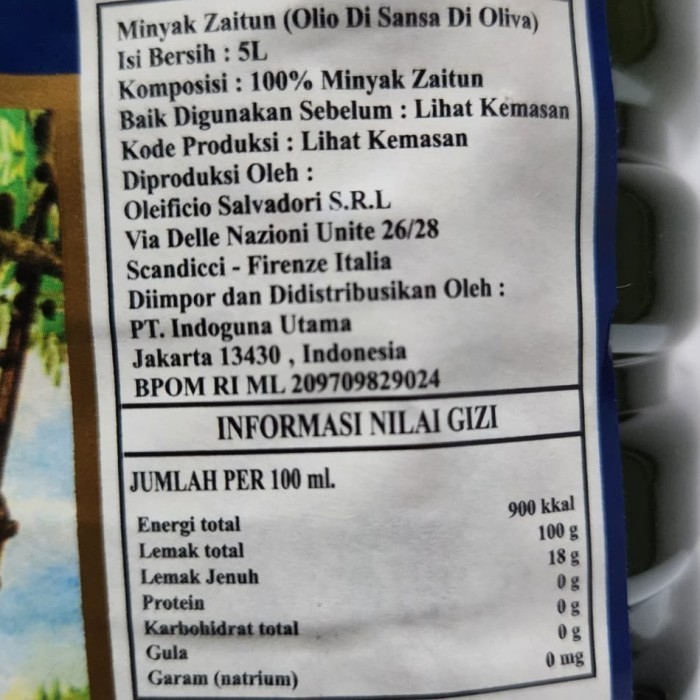 Minyak Zaitun (Olio Di Sansa Di Oliva)
Isi Bersih : 5L
Komposisi : 100% Minyak Zaitun
Baik Digunakan Sebelum : Lihat Kemasan
Kode Produksi : Lihat Kemasan
Diproduksi Oleh :
Oleificio Salvadori S.R.L
Via Delle Nazioni Unite 26/28
Scandicci - Firenze Italia
Diimpor dan Didistribusikan Oleh :
PT. Indoguna Utama
Jakarta 13430 , Indonesia
BPOM RI ML 209709829024
INFORMASI NILAI GIZI
JUMLAH PER 100 ml.
Energi total 900 kkal
Lemak total 100 g
Lemak Jenuh 18 g
Protein 0 g
Karbohidrat total 0 g
Gula 0 g
Garam (natrium) 0 mg